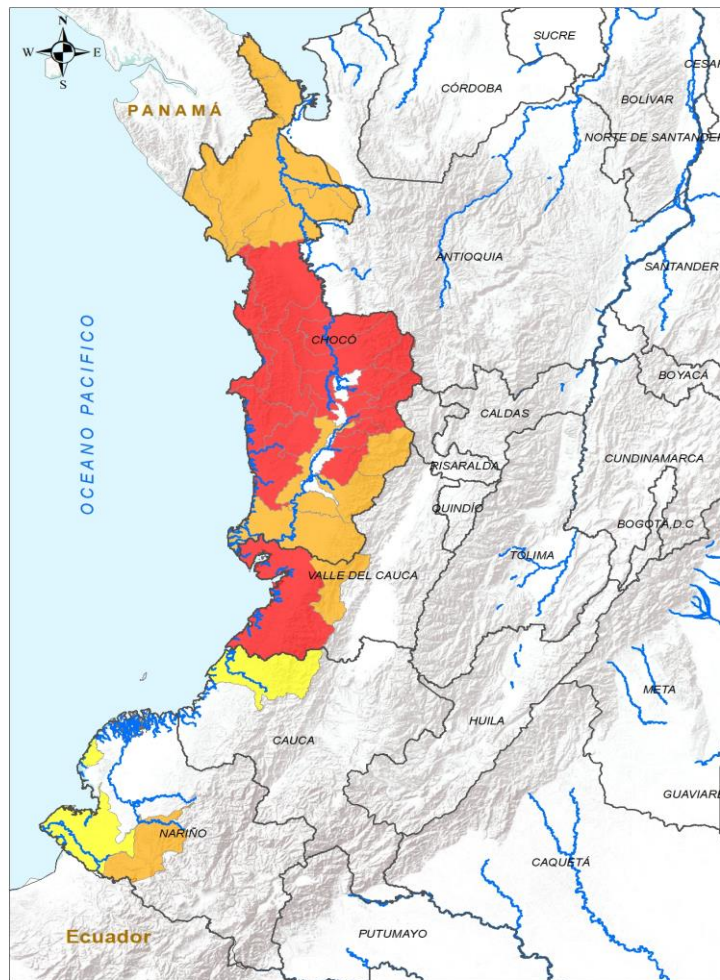 N
W E
S
SUCRE
CESAR
CÓRDOBA
BOLÍVAR
PANAMÁ
NORTE DE SANTANDER
ANTIOQUIA
SANTANDER
OCEANO PACIFICO
CHOCÓ
BOYACA
CALDAS
CUNDINAMARCA
RISARALDA
QUINDÍO
BOGOTÁ, D.C
TOLIMA
VALLE DEL CAUCA
META
HUILA
CAUCA
GUAVIARE
NARIÑO
CAQUETÁ
Ecuador
PUTUMAYO